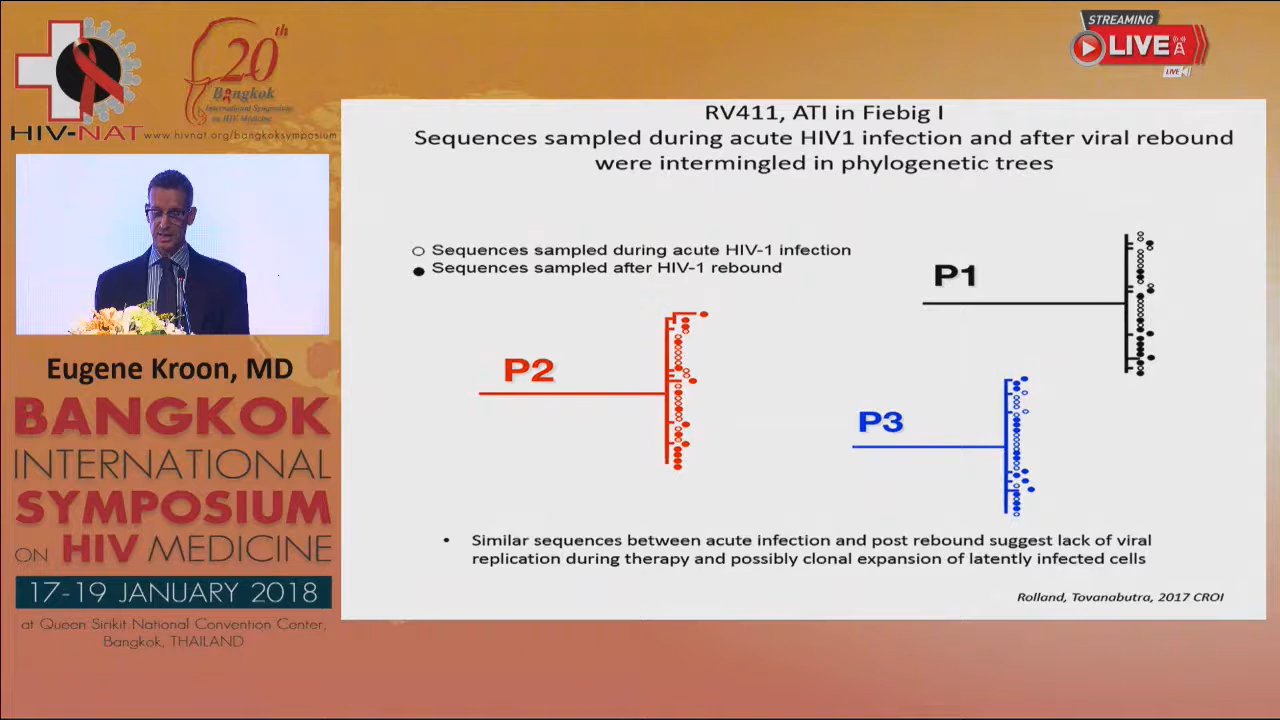 HIV-NAT
20th
Bangkok
International Symposium
on HIV Medicine
www.hivnat.org/bangkoksymposium
STREAMING
LIVE
LIVE
RV411, ATI in Fiebig I
Sequences sampled during acute HIV1 infection and after viral rebound
were intermingled in phylogenetic trees
Sequences sampled during acute HIV-1 infection
Sequences sampled after HIV-1 rebound
P1
P2
P3
• Similar sequences between acute infection and post rebound suggest lack of viral
replication during therapy and possibly clonal expansion of latently infected cells
Rolland, Tovanabutra, 2017 CROI
Eugene Kroon, MD
BANGKOK
INTERNATIONAL
SYMPOSIUM
ON HIV MEDICINE
17-19 JANUARY 2018
at Queen Sirikit National Convention Center,
Bangkok, THAILAND